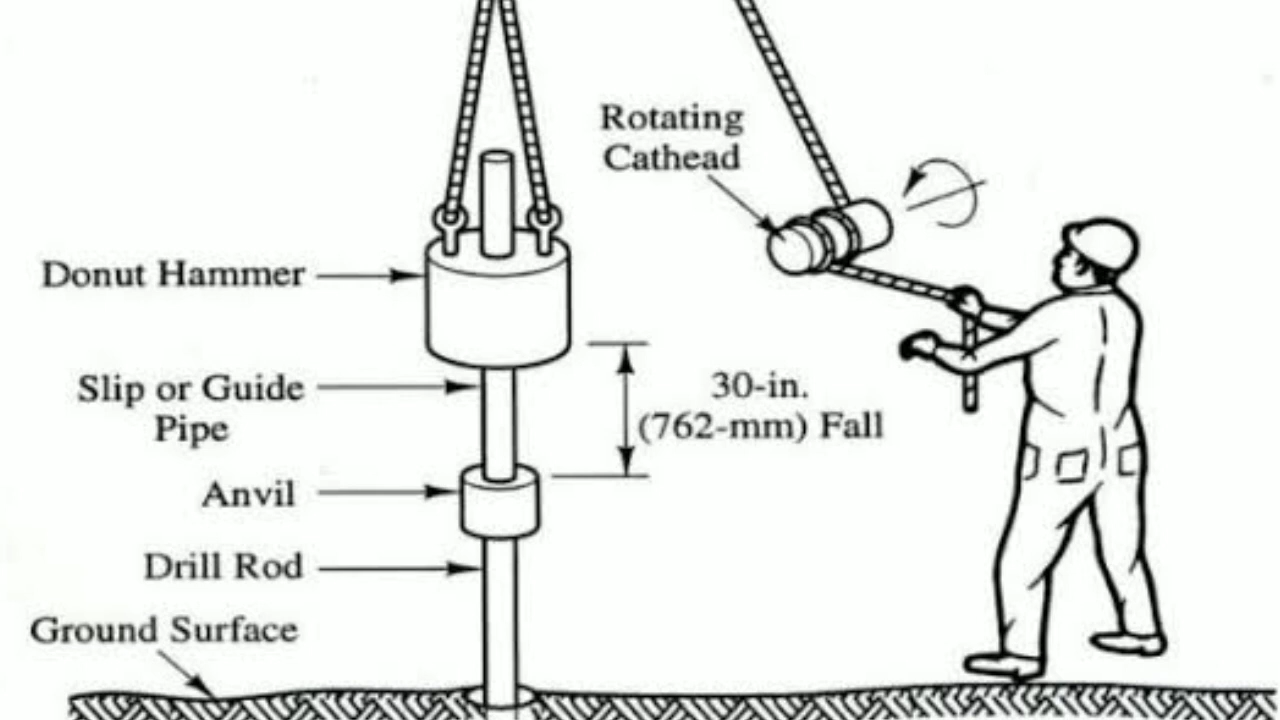 Rotating
Cathead
Donut Hammer
Slip or Guide
Pipe
30-in.
(762-mm) Fall
Anvil
Drill Rod
Ground Surface